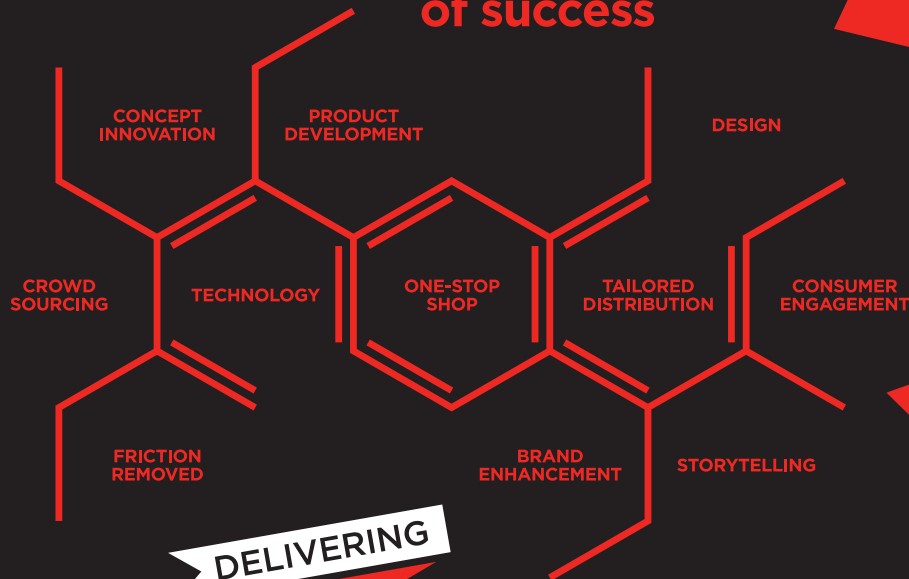 of success
CONCEPT
INNOVATION
PRODUCT
DEVELOPMENT
DESIGN
CROWD
SOURCING
TECHNOLOGY
ONE-STOP
SHOP
TAILORED
DISTRIBUTION
CONSUMER
ENGAGEMENT
FRICTION
REMOVED
BRAND
ENHANCEMENT
STORYTELLING
DELIVERING